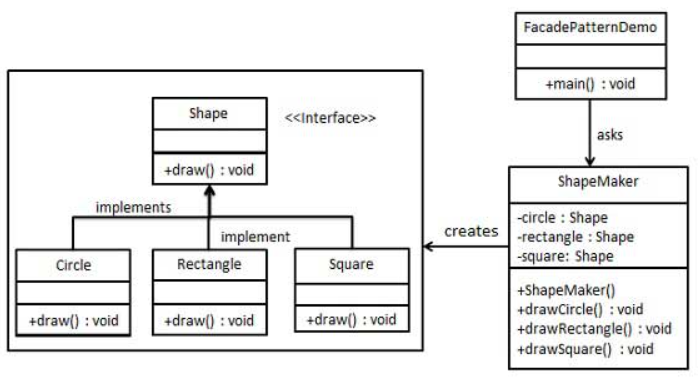 FacadePatternDemo
+main() : void
asks
Shape
<<Interface>>
+draw() : void
implements
implement
Circle
+draw() : void
Rectangle
+draw() : void
Square
+draw() : void
creates
ShapeMaker
-circle : Shape
-rectangle : Shape
-square: Shape
+ShapeMaker()
+drawCircle() : void
+drawRectangle() : void
+drawSquare() : void